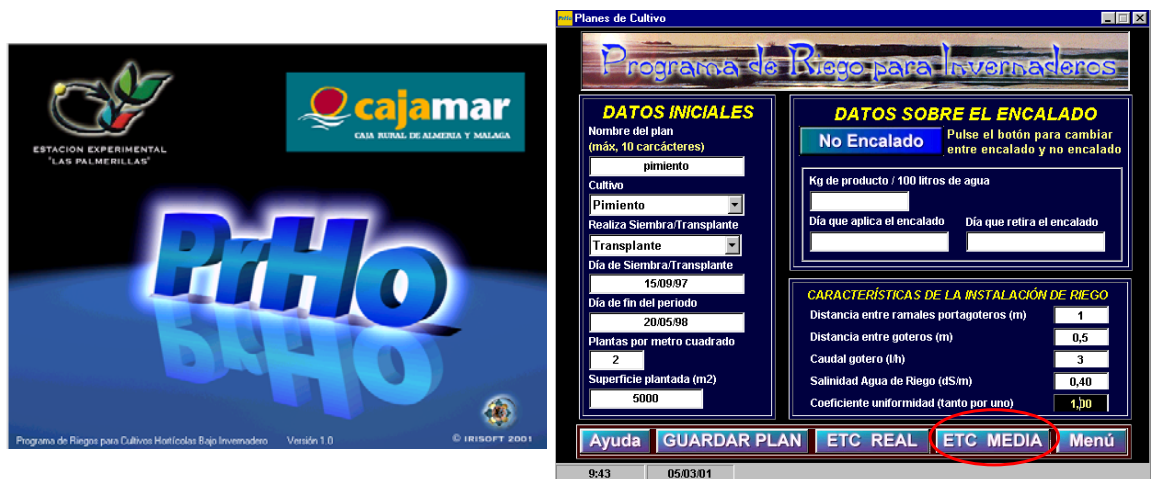 ESTACION EXPERIMENTAL
"LAS PALMERILLAS"
cajamar
CAJA RURAL DE ALMERIA Y MALAGA
PrHo
Programa de Riegos para Cultivos Hortícolas Bajo Invernadero Versión 1.0
© IRISOFT 2001
PrHo Planes de Cultivo
Programa de Riego para Invernaderos
DATOS INICIALES
Nombre del plan
(máx, 10 carcácteres)
pimiento
Cultivo
Pimiento
Realiza Siembra/Transplante
Transplante
Día de Siembra/Transplante
15/09/97
Día de fin del periodo
20/05/98
Plantas por metro cuadrado
2
Superficie plantada (m2)
5000
DATOS SOBRE EL ENCALADO
No Encalado
Pulse el botón para cambiar
entre encalado y no encalado
Kg de producto / 100 litros de agua
Día que aplica el encalado Día que retira el encalado
CARACTERÍSTICAS DE LA INSTALACIÓN DE RIEGO
Distancia entre ramales portagoteros (m) 1
Distancia entre goteros (m) 0,5
Caudal gotero (l/h) 3
Salinidad Agua de Riego (dS/m) 0,40
Coeficiente uniformidad (tanto por uno) 1,00
Ayuda GUARDAR PLAN ETC REAL ETC MEDIA Menú
9:43 05/03/01